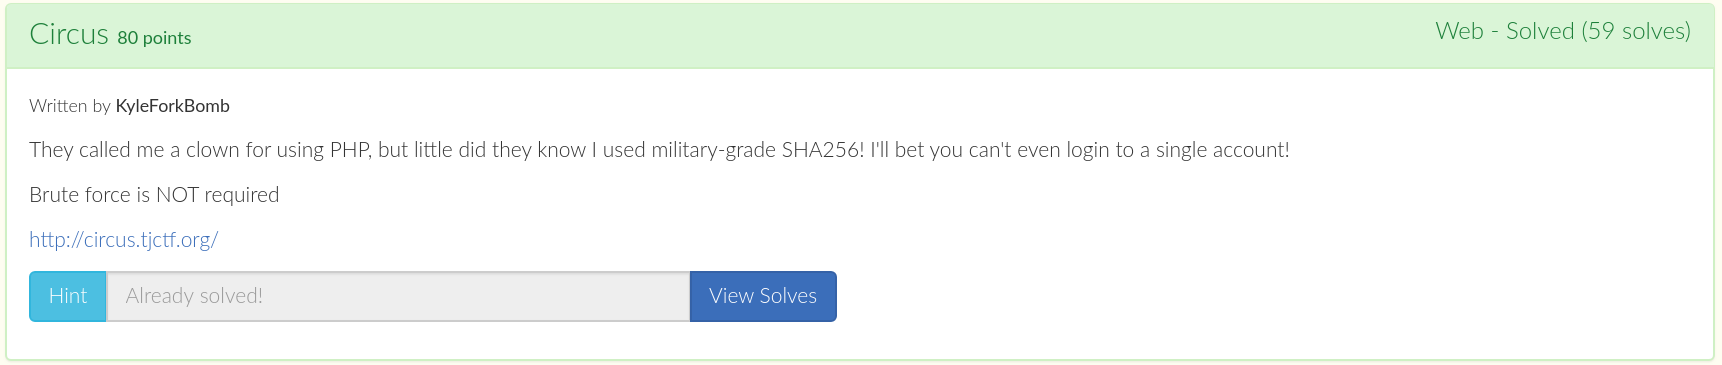 Circus 80 points
Web - Solved (59 solves)
Written by KyleForkBomb
They called me a clown for using PHP, but little did they know I used military-grade SHA256! I'll bet you can't even login to a single account!
Brute force is NOT required
http://circus.tjctf.org/
Hint Already solved! View Solves